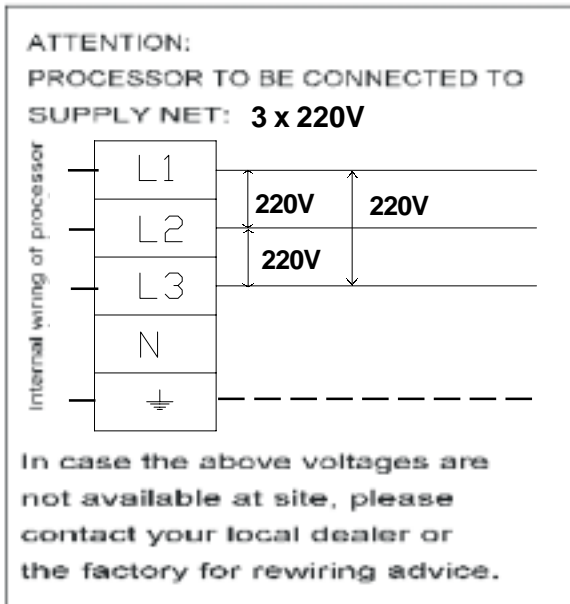 ATTENTION:
PROCESSOR TO BE CONNECTED TO
SUPPLY NET: 3 x 220V
Internal wiring of processor
L1
220V
220V
L2
220V
L3
N
In case the above voltages are
not available at site, please
contact your local dealer or
the factory for rewiring advice.